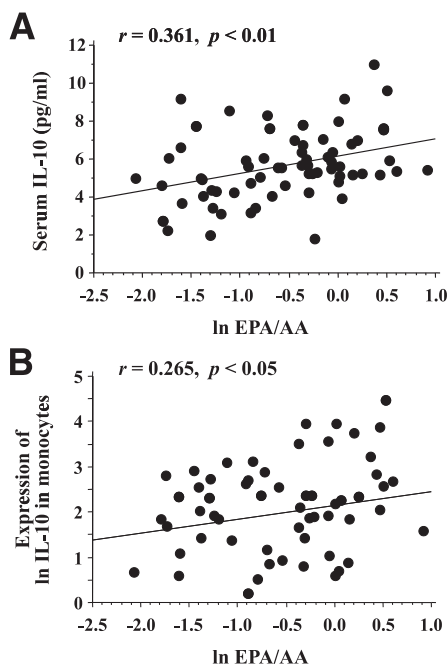 A
r = 0.361, p < 0.01
Serum IL-10 (pg/ml)
12
10
8
6
4
2
0
-2.5 -2.0 -1.5 -1.0 -0.5 0.0 0.5 1.0
ln EPA/AA
B
r = 0.265, p < 0.05
Expression of
ln IL-10 in monocytes
5
4
3
2
1
0
-2.5 -2.0 -1.5 -1.0 -0.5 0.0 0.5 1.0
ln EPA/AA